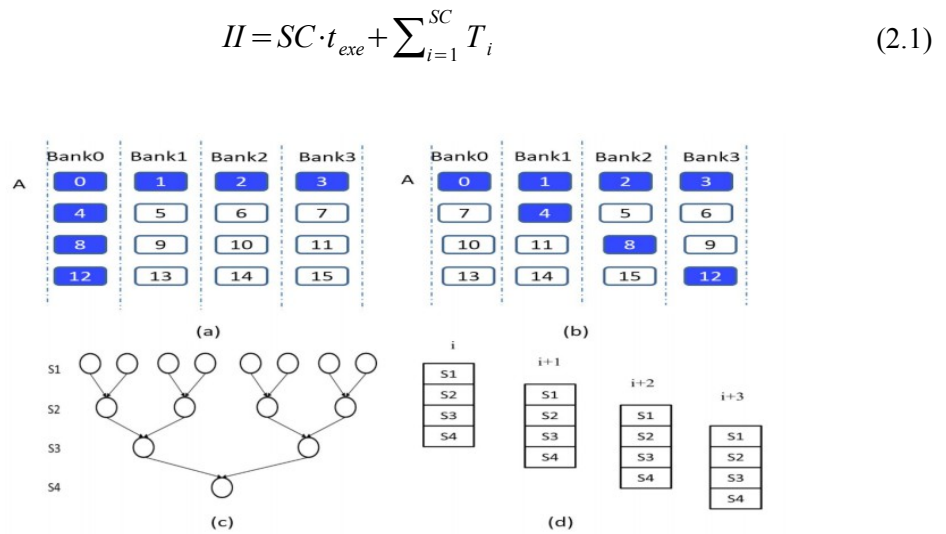 II = SC·t_exe + ∑_{i=1}^{SC} T_i (2.1)
Bank0 Bank1 Bank2 Bank3
A 0 1 2 3
4 5 6 7
8 9 10 11
12 13 14 15
(a)
Bank0 Bank1 Bank2 Bank3
A 0 1 2 3
7 4 5 6
10 11 8 9
13 14 15 12
(b)
S1
S2
S3
S4
(c)
i
S1
S2
S3
S4
i+1
S1
S2
S3
S4
i+2
S1
S2
S3
S4
i+3
S1
S2
S3
S4
(d)